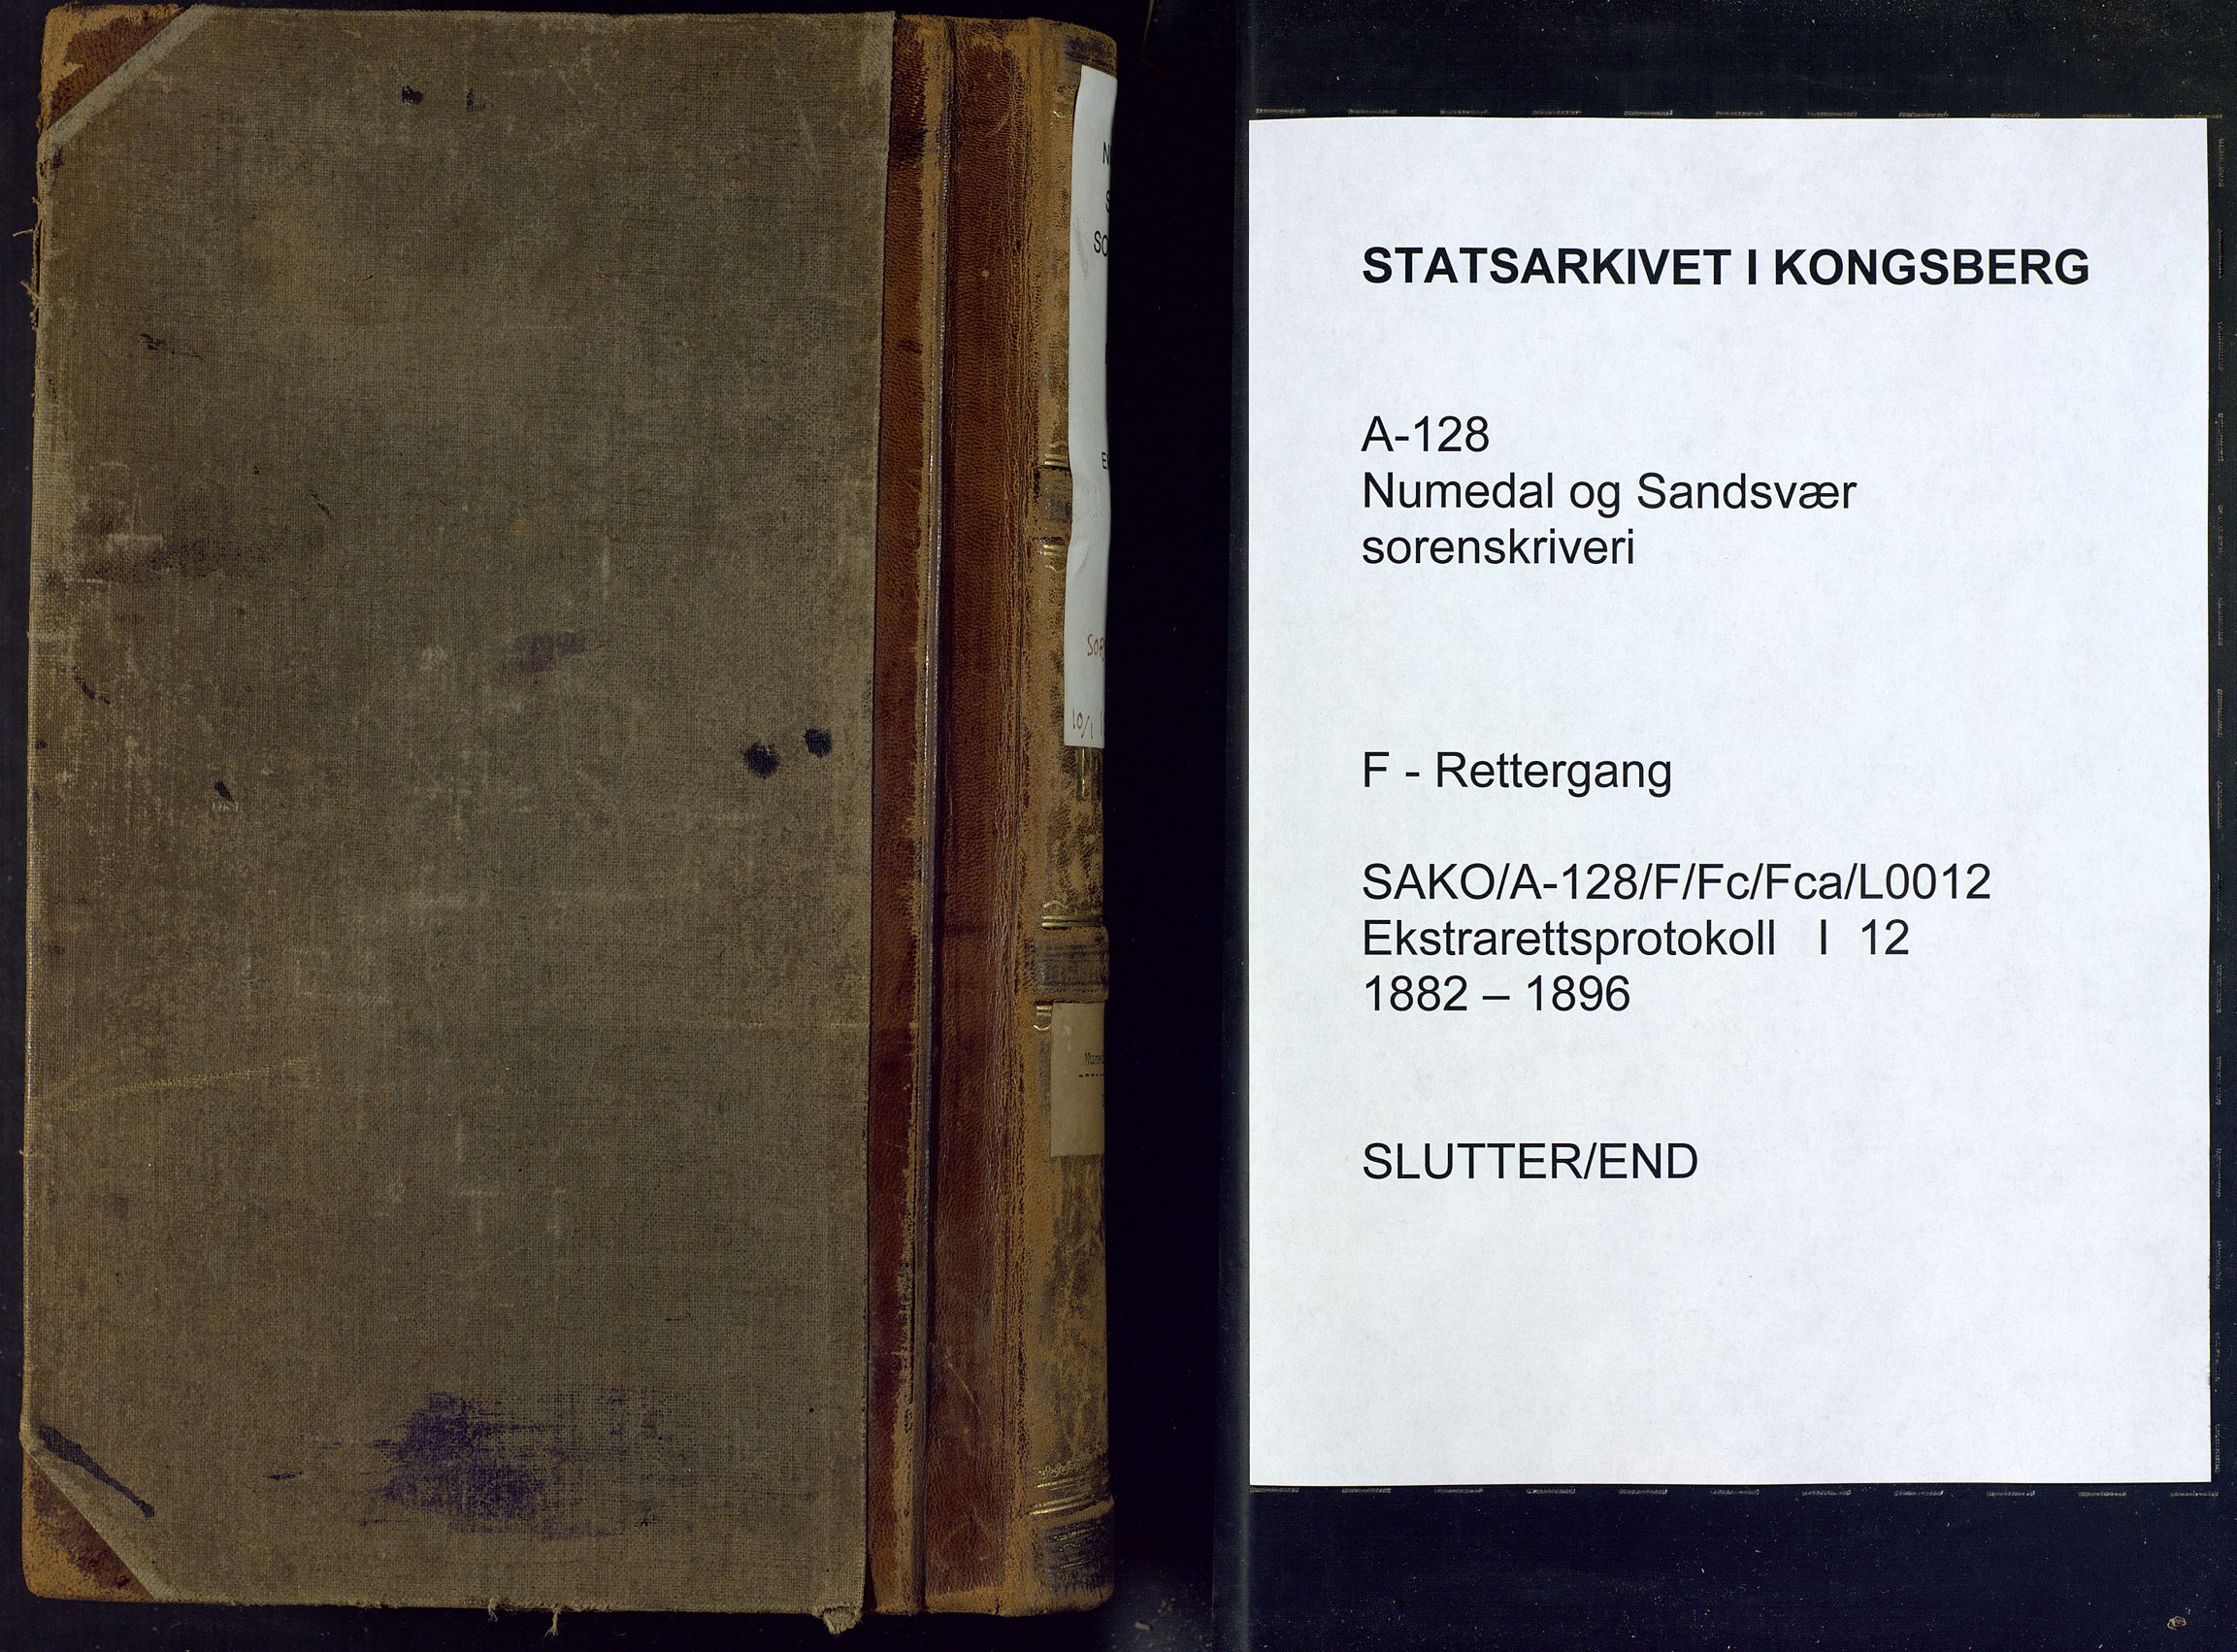 STATSARKIVET I KONGSBERG
A-128
Numedal og Sandsvær
sorenskriveri
F - Rettergang
SAKO/A-128/F/Fc/Fca/L0012
Ekstrarettsprotokoll I 12
1882 – 1896
SLUTTER/END